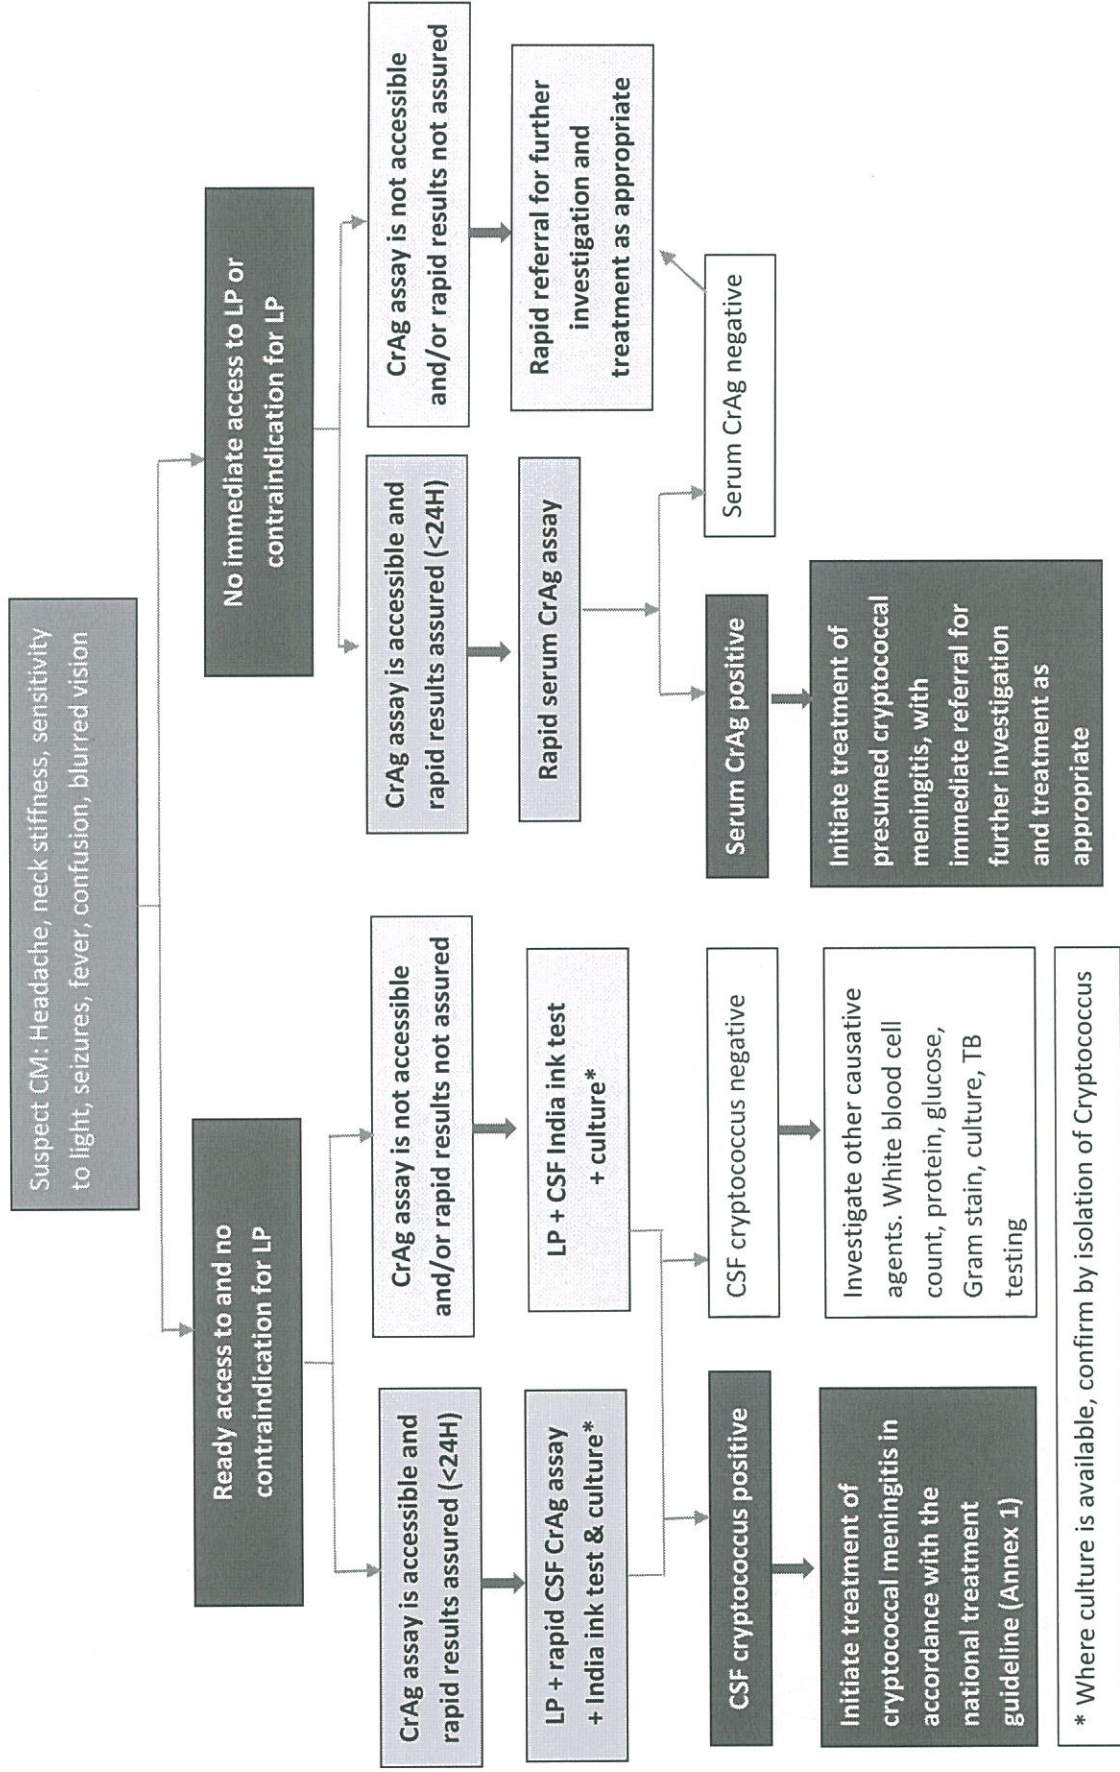 Suspect CM: Headache, neck stiffness, sensitivity
to light, seizures, fever, confusion, blurred vision
Ready access to and no
contraindication for LP
CrAg assay is accessible and
rapid results assured (<24H)
LP + rapid CSF CrAg assay
+ India ink test & culture*
CrAg assay is not accessible
and/or rapid results not assured
LP + CSF India ink test
+ culture*
CSF cryptococcus positive
Initiate treatment of
cryptococcal meningitis in
accordance with the
national treatment
guideline (Annex 1)
CSF cryptococcus negative
Investigate other causative
agents. White blood cell
count, protein, glucose,
Gram stain, culture, TB
testing
No immediate access to LP or
contraindication for LP
CrAg assay is accessible and
rapid results assured (<24H)
Rapid serum CrAg assay
Serum CrAg positive
Initiate treatment of
presumed cryptococcal
meningitis, with
immediate referral for
further investigation
and treatment as
appropriate
Serum CrAg negative
CrAg assay is not accessible
and/or rapid results not assured
Rapid referral for further
investigation and
treatment as appropriate
* Where culture is available, confirm by isolation of Cryptococcus